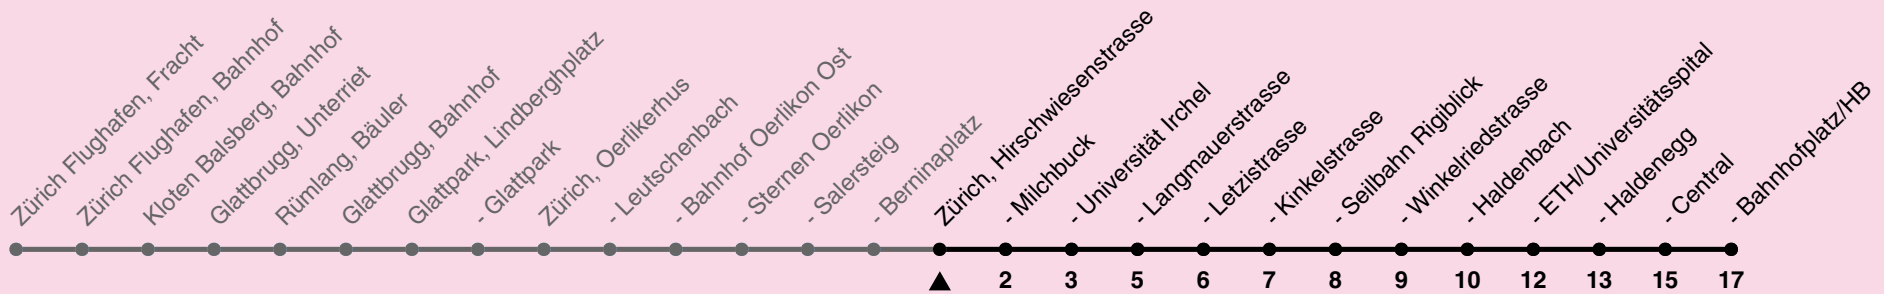 Zürich Flughafen, Fracht
Zürich Flughafen, Bahnhof
Kloten Balsberg, Bahnhof
Glattbrugg, Unterriet
Rümlang, Bäuler
Glattbrugg, Bahnhof
Glattpark, Lindberghplatz
- Glattpark
Zürich, Oerlikerhus
- Leutschenbach
- Bahnhof Oerlikon Ost
- Sternen Oerlikon
- Salersteig
- Berninaplatz
Zürich, Hirschwiesenstrasse
- Milchbuck
- Universität Irchel
- Langmauerstrasse
- Letzistrasse
- Kinkelstrasse
- Seilbahn Rigiblick
- Winkelriedstrasse
- Haldenbach
- ETH/Universitätsspital
- Haldenegg
- Central
- Bahnhofplatz/HB
2 3 5 6 7 8 9 10 12 13 15 17